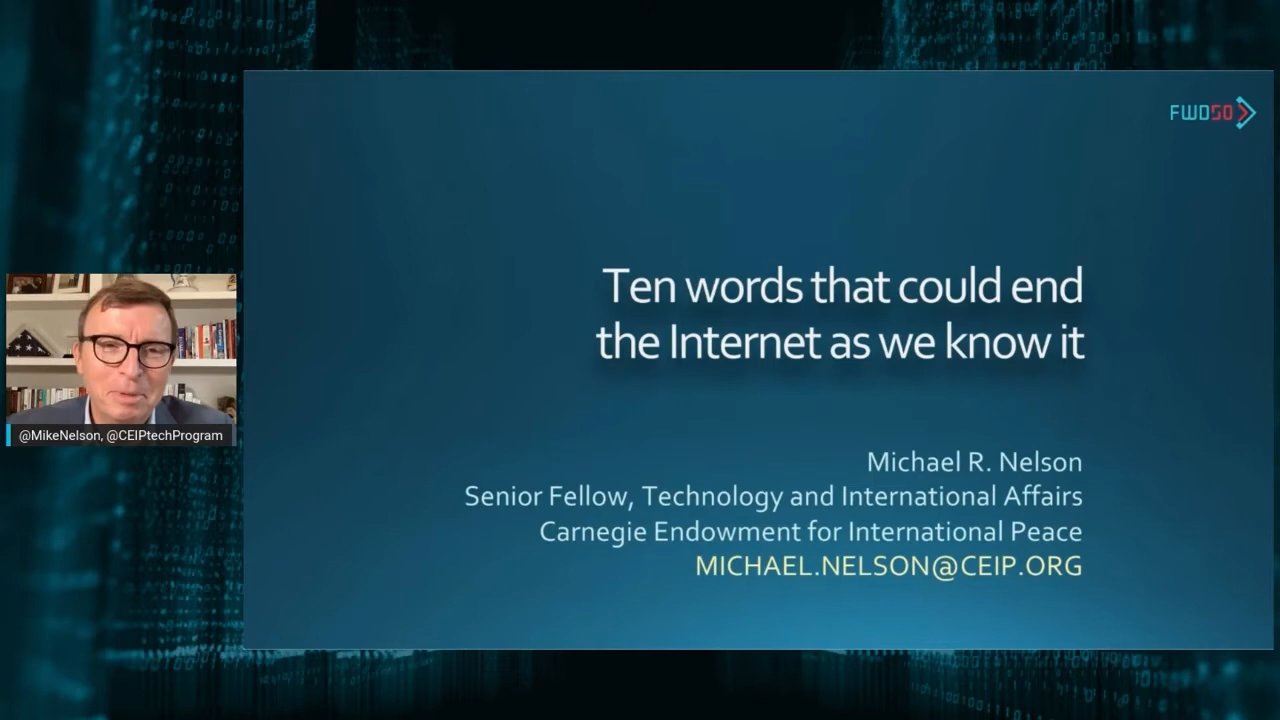 FWD50
Ten words that could end
the Internet as we know it
Michael R. Nelson
Senior Fellow, Technology and International Affairs
Carnegie Endowment for International Peace
MICHAEL.NELSON@CEIP.ORG
@MikeNelson, @CEIPtechProgram